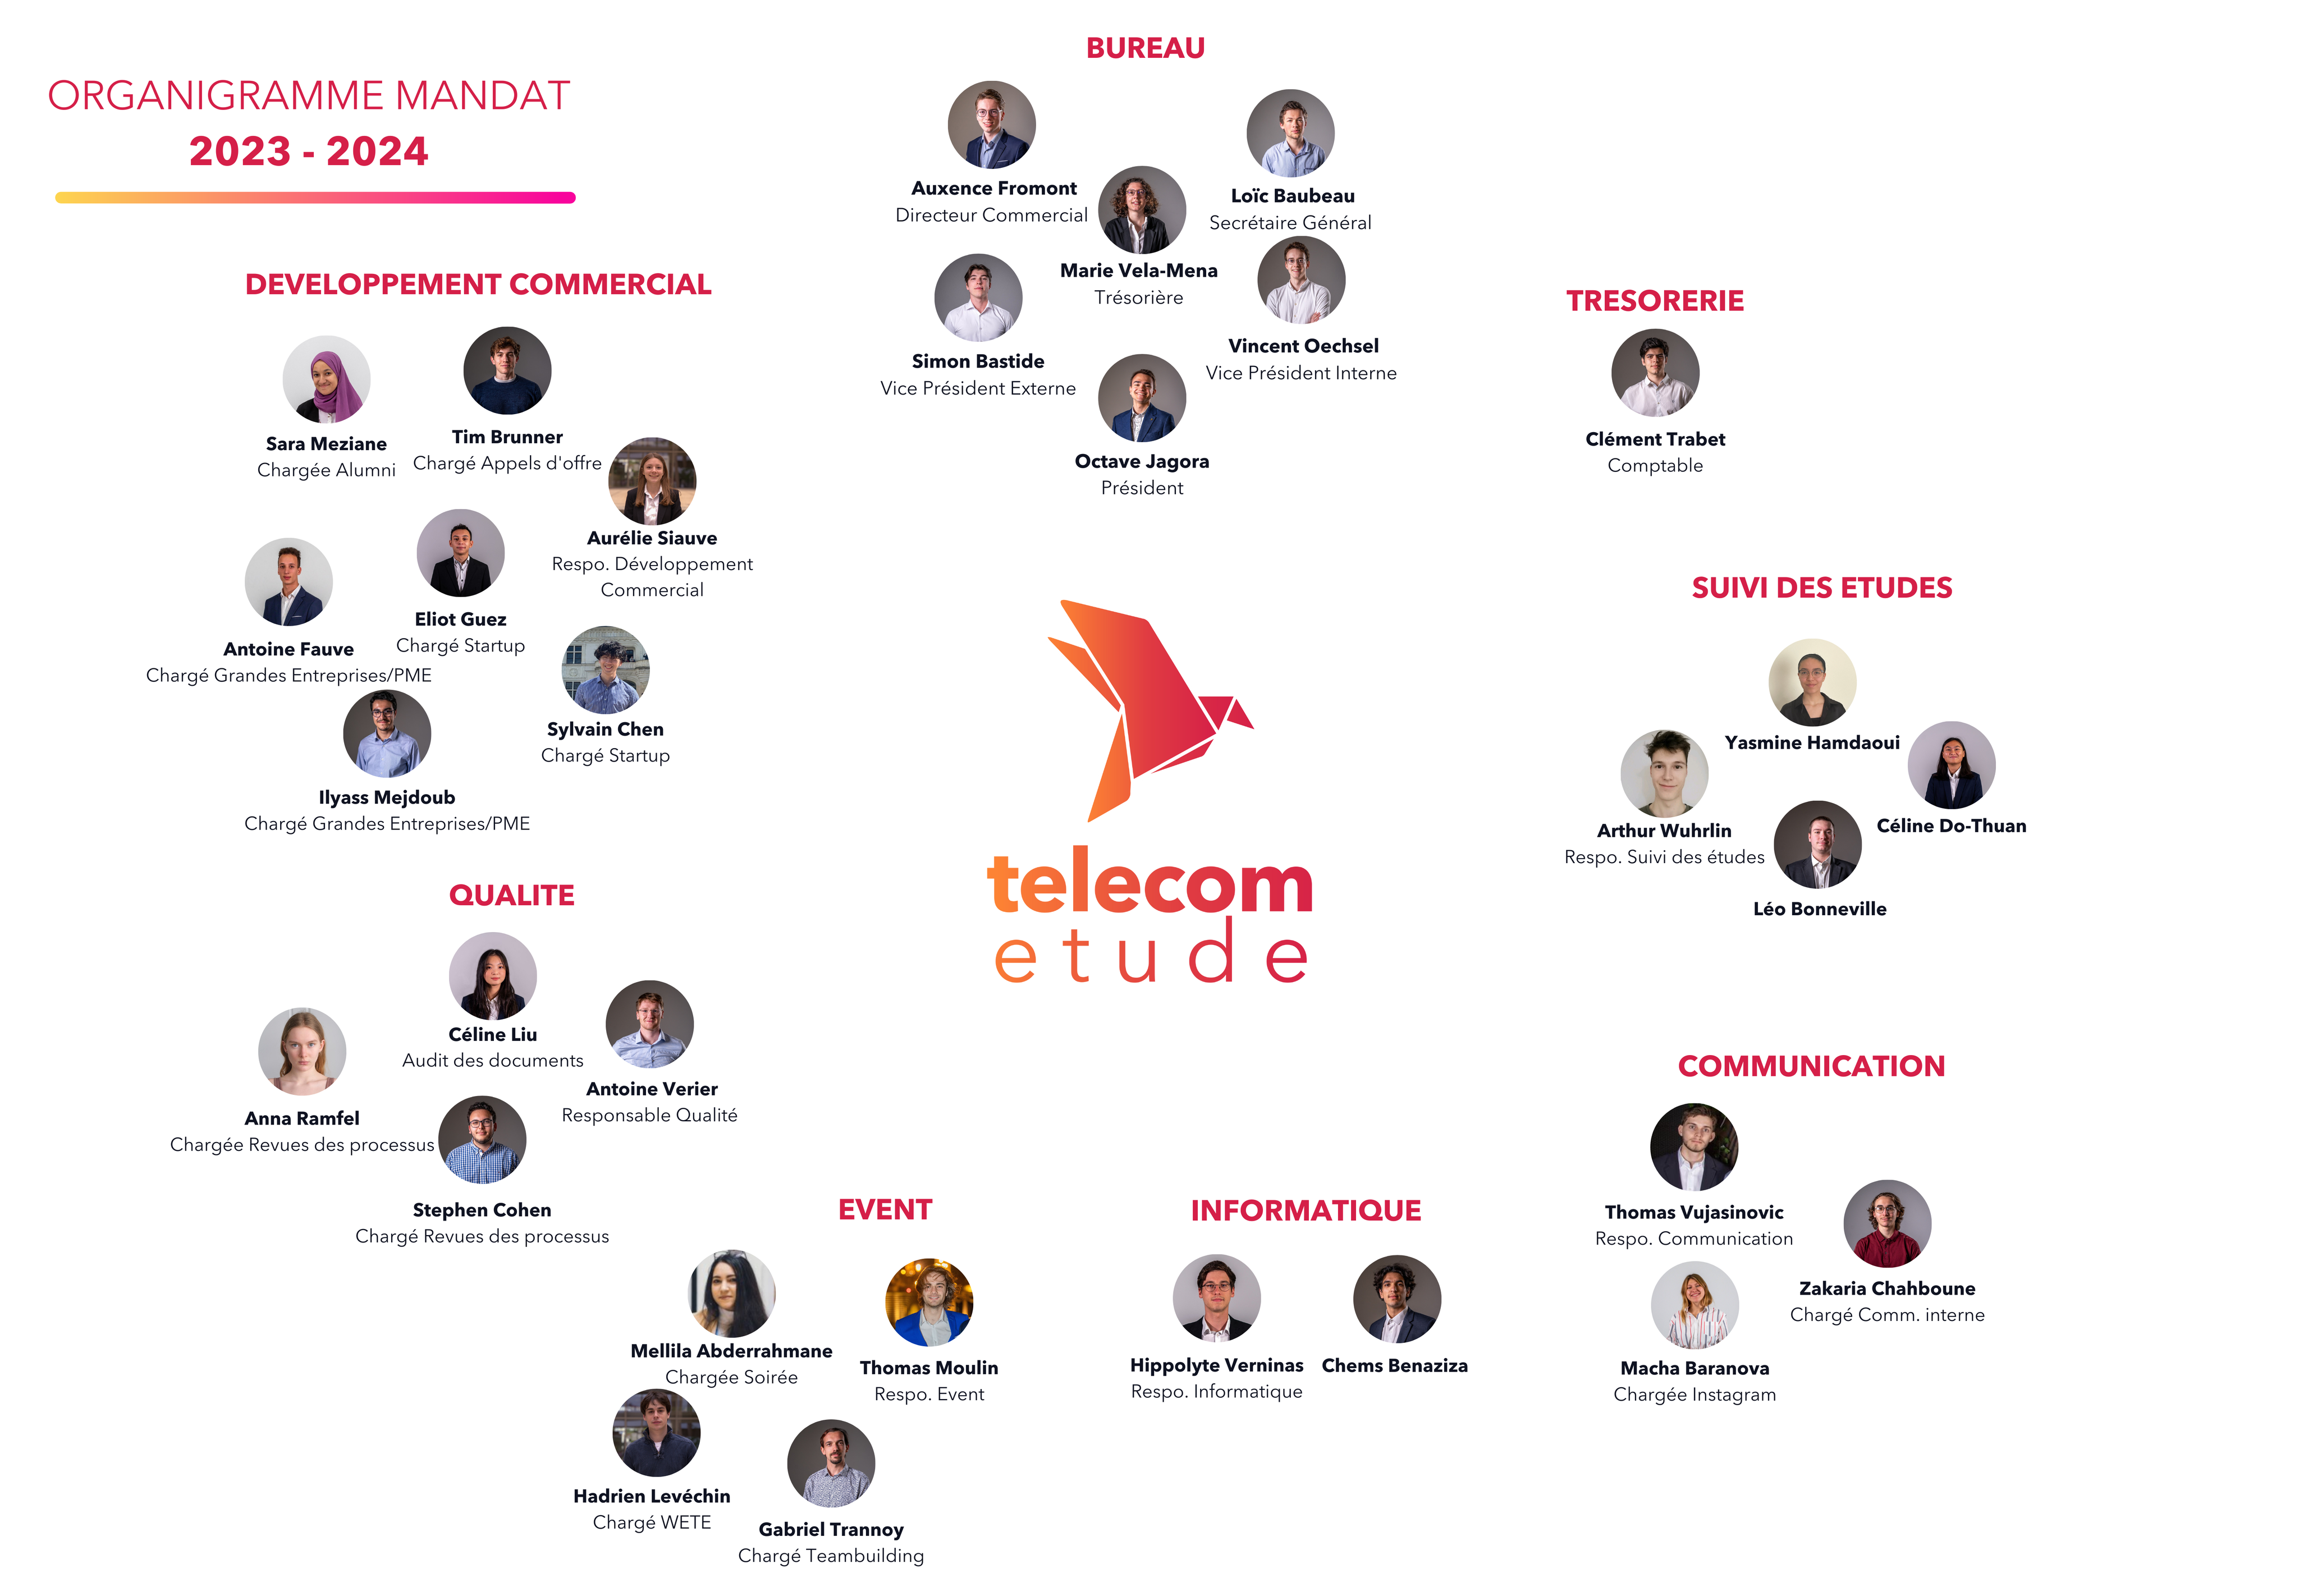 ORGANIGRAMME MANDAT
2023 - 2024
BUREAU
Auxence Fromont
Directeur Commercial
Loïc Baubeau
Secrétaire Général
Marie Vela-Mena
Trésorière
Simon Bastide
Vice Président Externe
Vincent Oechsel
Vice Président Interne
Octave Jagora
Président
DEVELOPPEMENT COMMERCIAL
Sara Meziane
Chargée Alumni
Tim Brunner
Chargé Appels d'offre
Aurélie Siauve
Respo. Développement
Commercial
Antoine Fauve
Chargé Grandes Entreprises/PME
Eliot Guez
Chargé Startup
Sylvain Chen
Chargé Startup
Ilyass Mejdoub
Chargé Grandes Entreprises/PME
TRESORERIE
Clément Trabet
Comptable
SUIVI DES ETUDES
Yasmine Hamdaoui
Arthur Wuhrlin
Respo. Suivi des études
Céline Do-Thuan
Léo Bonneville
telecom
etude
QUALITE
Céline Liu
Audit des documents
Antoine Verier
Responsable Qualité
Anna Ramfel
Chargée Revues des processus
Stephen Cohen
Chargé Revues des processus
EVENT
Mellila Abderrahmane
Chargée Soirée
Thomas Moulin
Respo. Event
Hadrien Levéchin
Chargé WETE
Gabriel Trannoy
Chargé Teambuilding
INFORMATIQUE
Hippolyte Verninas
Respo. Informatique
Chems Benaziza
COMMUNICATION
Thomas Vujasinovic
Respo. Communication
Zakaria Chahboune
Chargé Comm. interne
Macha Baranova
Chargée Instagram